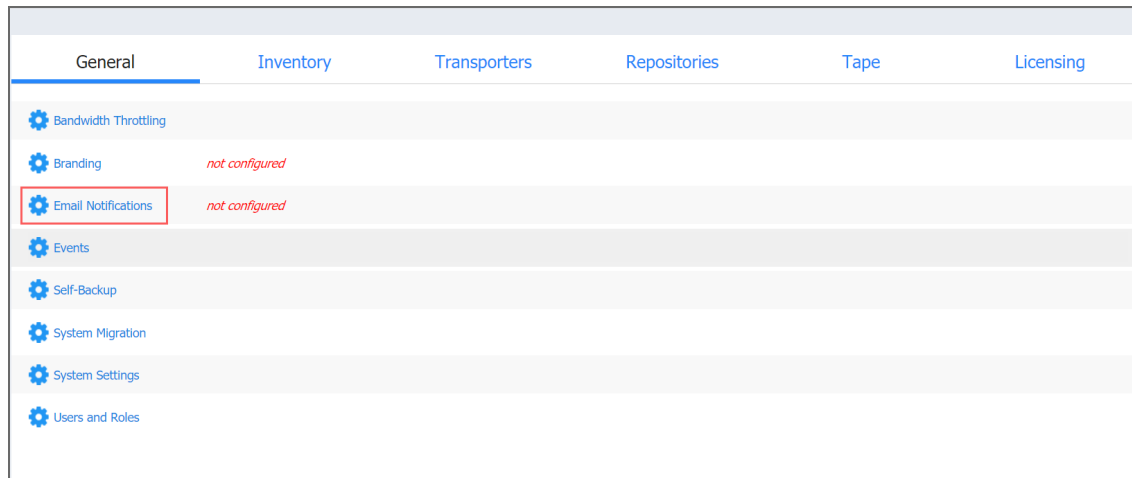 General Inventory Transporters Repositories Tape Licensing
Bandwidth Throttling
Branding not configured
Email Notifications not configured
Events
Self-Backup
System Migration
System Settings
Users and Roles